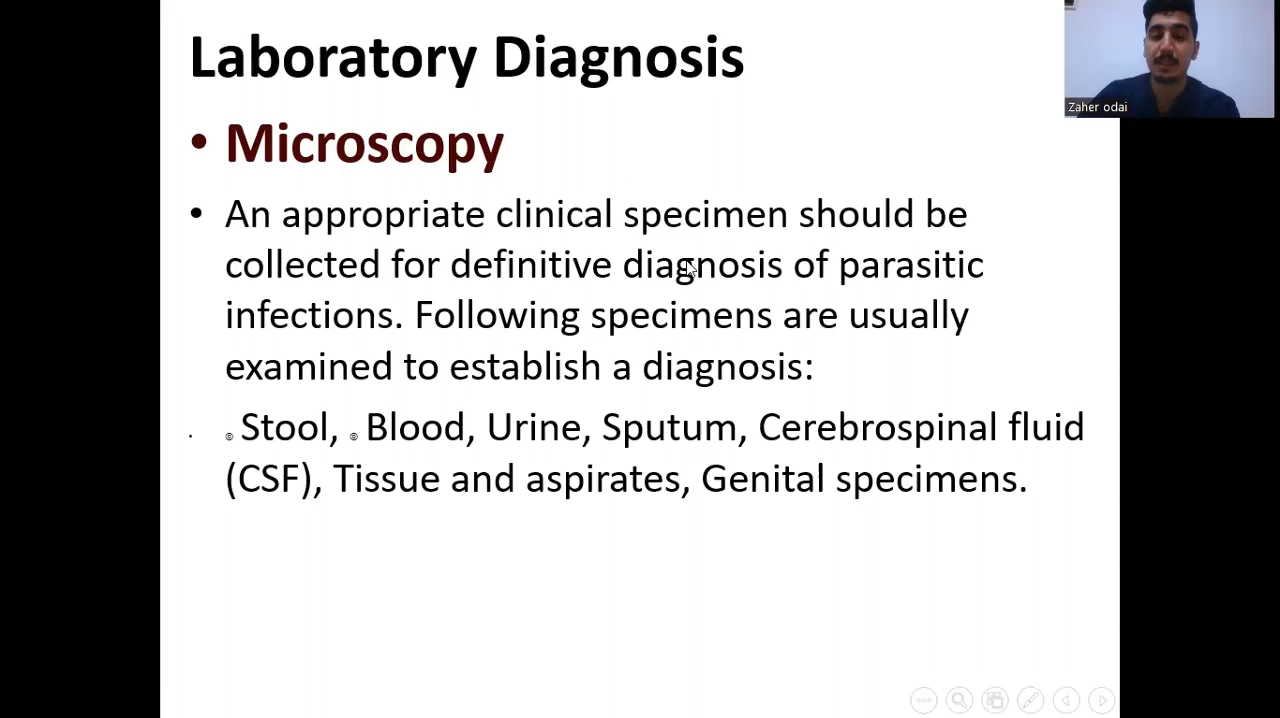 Laboratory Diagnosis
Zaher odai
• Microscopy
• An appropriate clinical specimen should be
collected for definitive diagnosis of parasitic
infections. Following specimens are usually
examined to establish a diagnosis:
• ⊚ Stool, ⊚ Blood, Urine, Sputum, Cerebrospinal fluid
(CSF), Tissue and aspirates, Genital specimens.